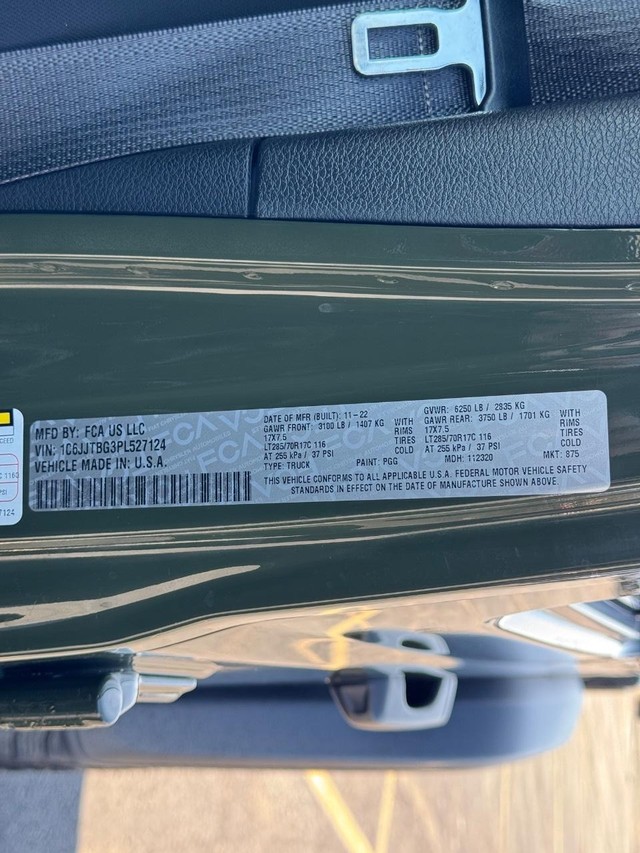 MFD BY: FCA US LLC
VIN: 1C6JJTBG3PL527124
VEHICLE MADE IN U.S.A.
DATE OF MFR (BUILT): 11-22
GAWR FRONT: 3100 LB / 1407 KG WITH
17X7.5 RIMS
LT285/70R17C 116 TIRES
AT 255 kPa / 37 PSI COLD
TYPE: TRUCK PAINT: PGG
GVWR: 6250 LB / 2835 KG
GAWR REAR: 3750 LB / 1701 KG WITH
17X7.5 RIMS
LT285/70R17C 116 TIRES
AT 255 kPa / 37 PSI COLD
MDH: 112320 MKT: 875
THIS VEHICLE CONFORMS TO ALL APPLICABLE U.S.A. FEDERAL MOTOR VEHICLE SAFETY
STANDARDS IN EFFECT ON THE DATE OF MANUFACTURE SHOWN ABOVE.
7124